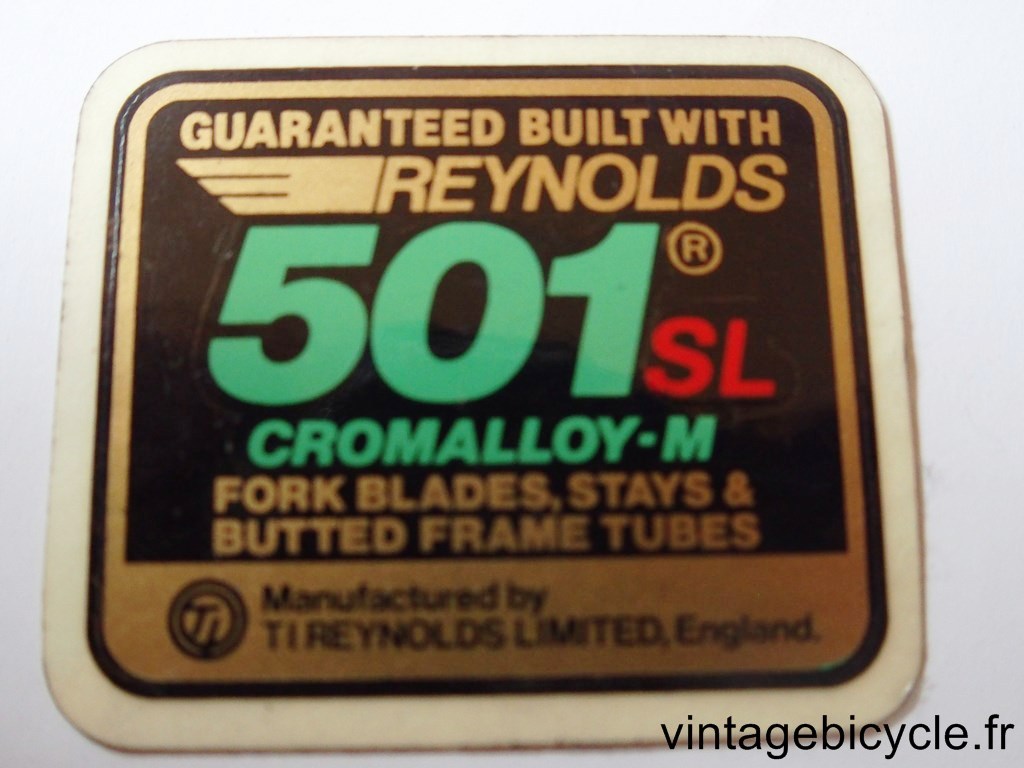 GUARANTEED BUILT WITH
REYNOLDS
501®
SL
CROMALLOY-M
FORK BLADES, STAYS &
BUTTED FRAME TUBES
TI
Manufactured by
TI REYNOLDS LIMITED, England.
vintagebicycle.fr